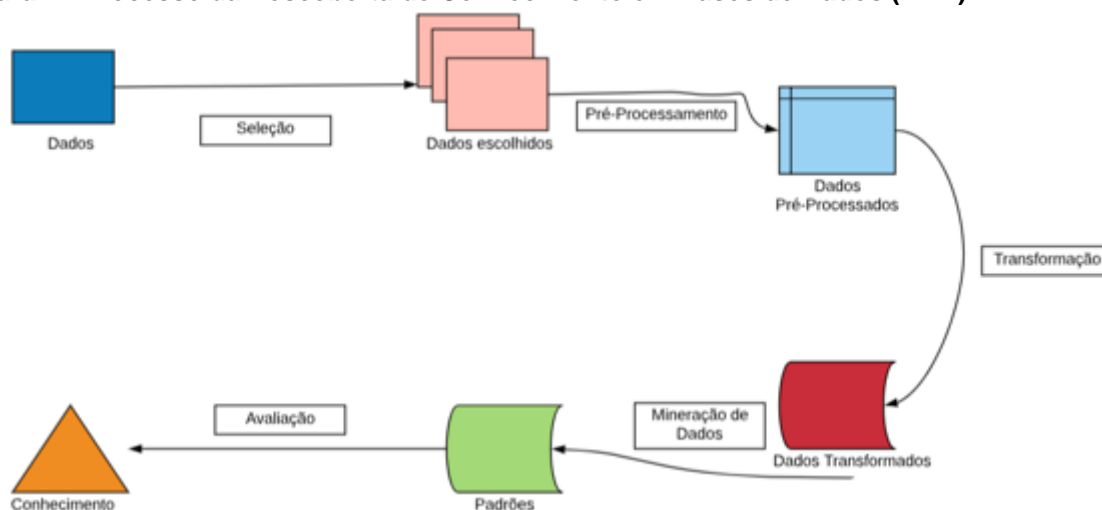 Seleção
Dados
Dados escolhidos
Pré-Processamento
Dados
Pré-Processados
Transformação
Mineração de
Dados
Dados Transformados
Avaliação
Padrões
Conhecimento